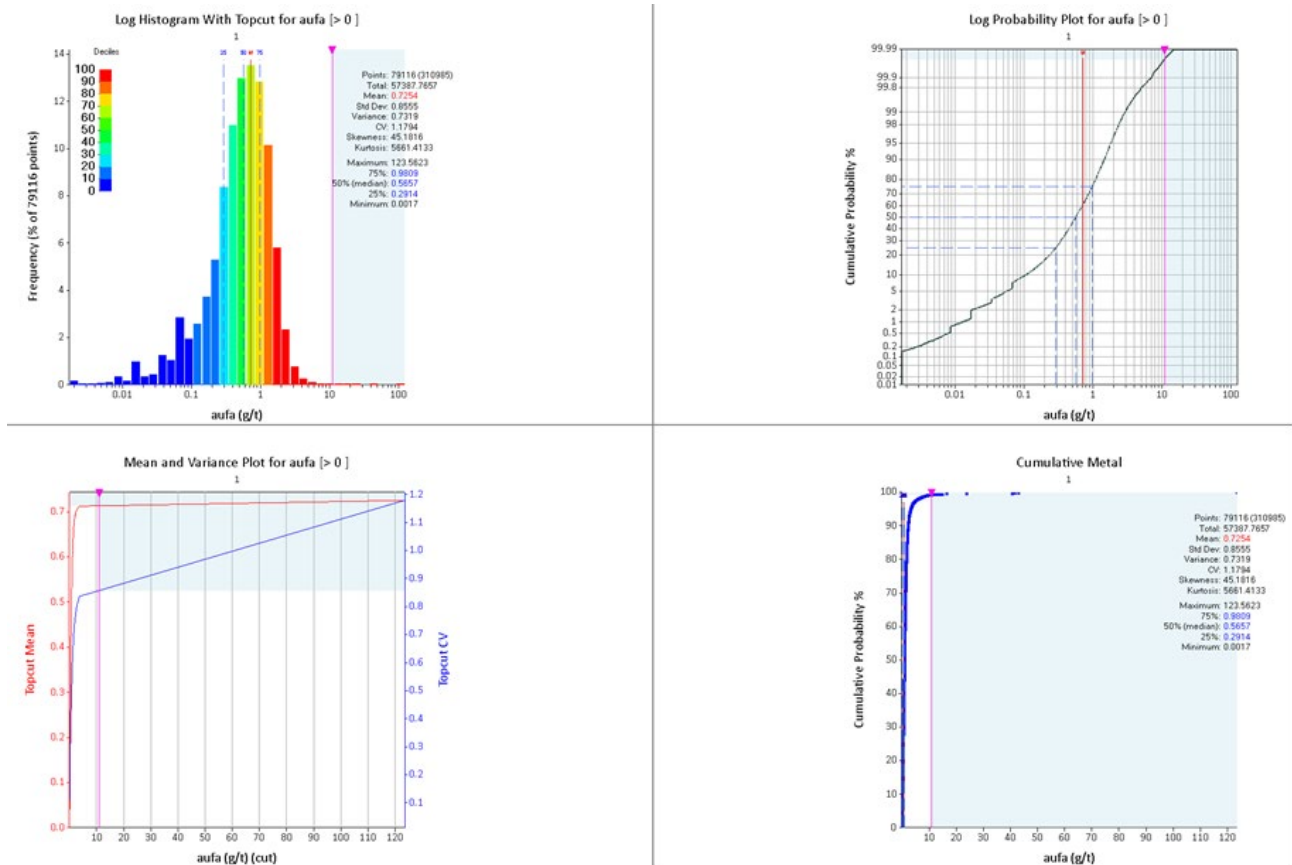 Log Histogram With Topcut for aufa [> 0 ]
1
Deciles
100
90
80
70
60
50
40
30
20
10
0
25 50 M 75
14
12
10
8
6
4
2
0
Frequency (% of 79116 points)
Points: 79116 (310985)
Total: 57387.7657
Mean: 0.7254
Std Dev: 0.8555
Variance: 0.7319
CV: 1.1794
Skewness: 45.1816
Kurtosis: 5661.4133
Maximum: 123.5623
75%: 0.9809
50% (median): 0.5657
25%: 0.2914
Minimum: 0.0017
0.01 0.1 1 10 100
aufa (g/t)
Log Probability Plot for aufa [> 0 ]
1
99.99
99.9
99.8
99
98
95
90
80
70
60
50
40
30
20
10
5
2
1
0.5
0.2
0.1
0.05
0.02
0.01
Cumulative Probability %
0.01 0.1 1 10 100
aufa (g/t)
Mean and Variance Plot for aufa [> 0 ]
1
0.7
0.6
0.5
0.4
0.3
0.2
0.1
0.0
Topcut Mean
1.2
1.1
1.0
0.9
0.8
0.7
0.6
0.5
0.4
0.3
0.2
0.1
Topcut CV
10 20 30 40 50 60 70 80 90 100 110 120
aufa (g/t) (cut)
Cumulative Metal
1
100
90
80
70
60
50
40
30
20
10
0
Cumulative Probability %
Points: 79116 (310985)
Total: 57387.7657
Mean: 0.7254
Std Dev: 0.8555
Variance: 0.7319
CV: 1.1794
Skewness: 45.1816
Kurtosis: 5661.4133
Maximum: 123.5623
75%: 0.9809
50% (median): 0.5657
25%: 0.2914
Minimum: 0.0017
10 20 30 40 50 60 70 80 90 100 110 120
aufa (g/t)